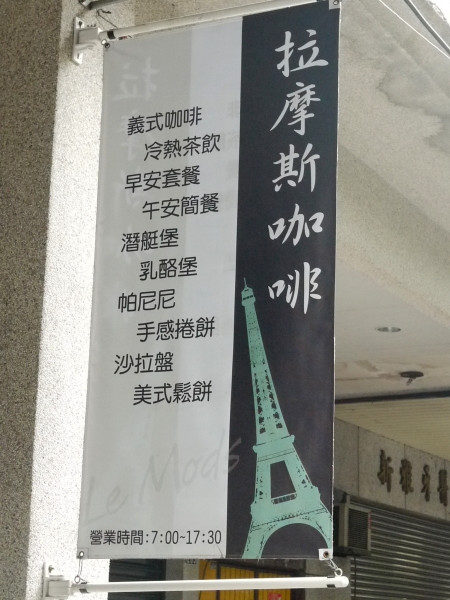 拉摩斯咖啡
義式咖啡
冷熱茶飲
早安套餐
午安簡餐
潛艇堡
乳酪堡
帕尼尼
手感捲餅
沙拉盤
美式鬆餅
Le Mods
營業時間:7:00-17:30